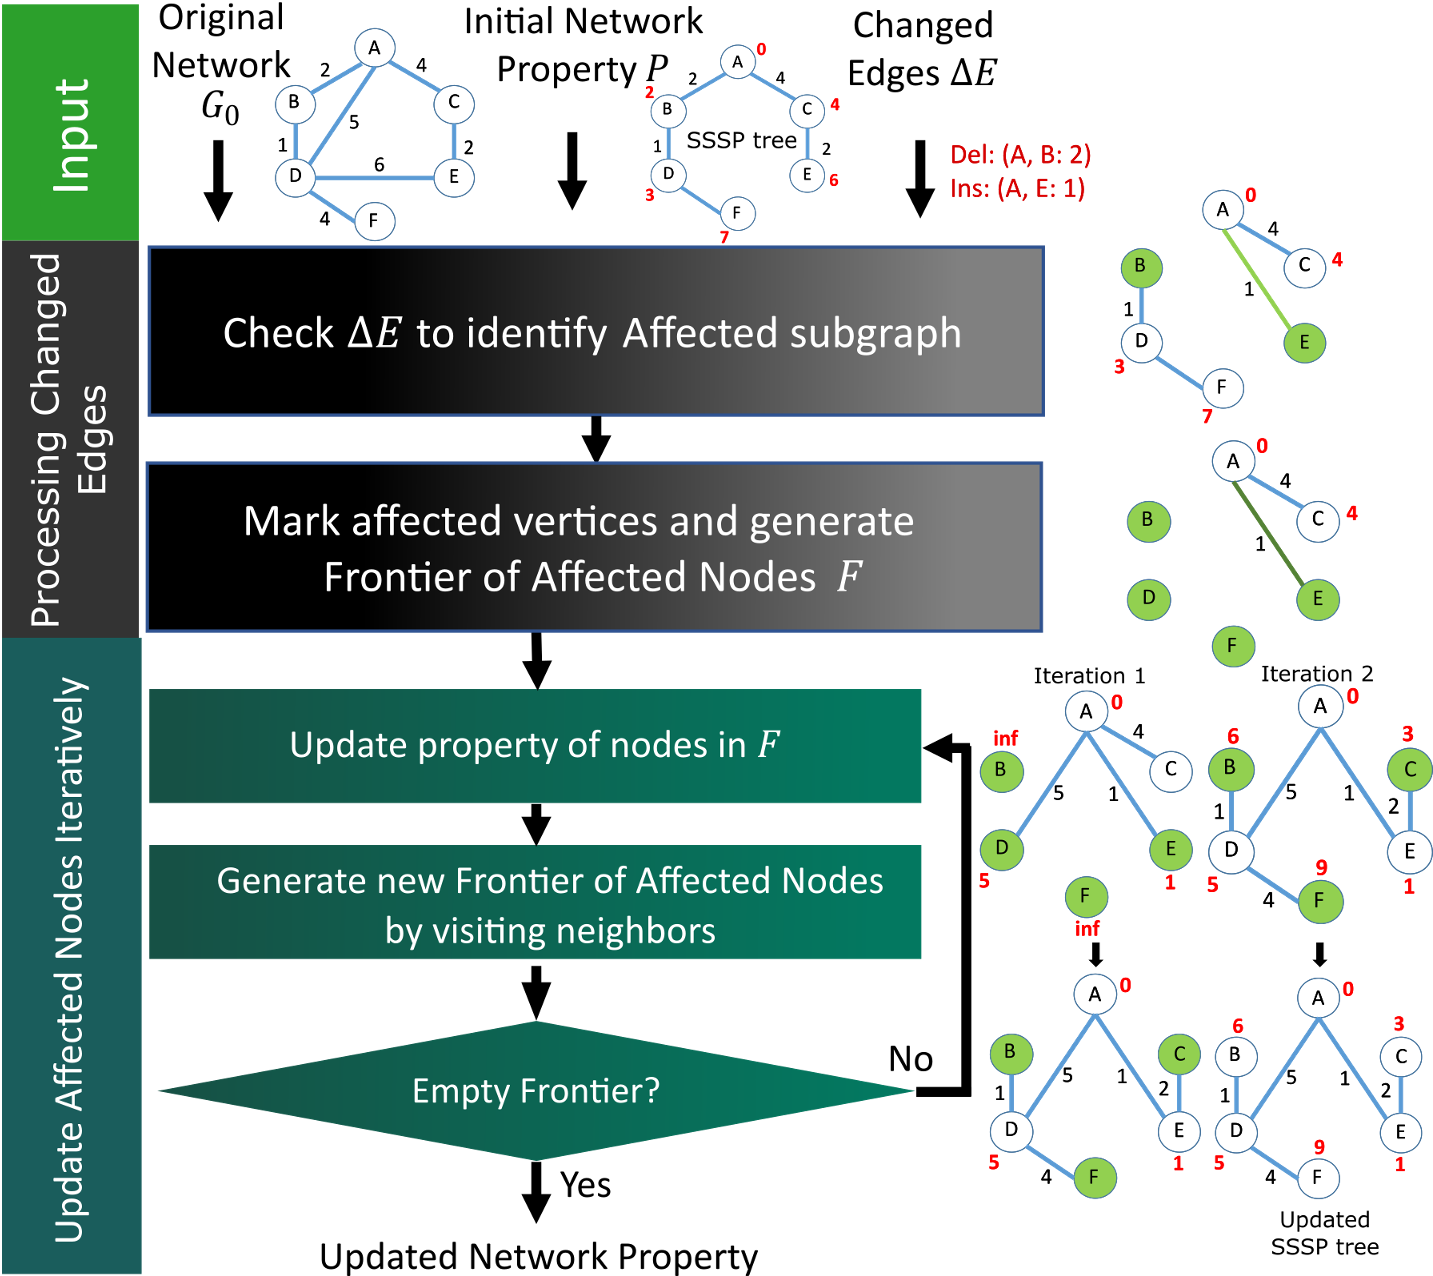 Input
Original
Network
G₀
A
2
4
B
C
5
1
2
6
D
E
4
F
Initial Network
Property P
A
0
2
4
2
B
C
4
SSSP tree
1
2
D
E
3
6
F
7
Changed
Edges ΔE
Del: (A, B: 2)
Ins: (A, E: 1)
Processing Changed
Edges
Check ΔE to identify Affected subgraph
A
0
4
B
C
4
1
1
D
E
3
F
7
Mark affected vertices and generate
Frontier of Affected Nodes F
A
0
4
B
C
4
1
D
E
F
Update Affected Nodes Iteratively
Update property of nodes in F
Generate new Frontier of Affected Nodes
by visiting neighbors
Empty Frontier?
No
Yes
Updated Network Property
Iteration 1
A
0
inf
4
B
C
5
1
D
E
5
1
F
inf
A
0
B
C
5
1
1
2
D
E
5
1
4
F
Iteration 2
A
0
6
3
B
C
5
1
1
2
D
E
5
9
1
4
F
A
0
6
3
B
C
5
1
1
2
D
E
5
9
1
4
F
Updated
SSSP tree